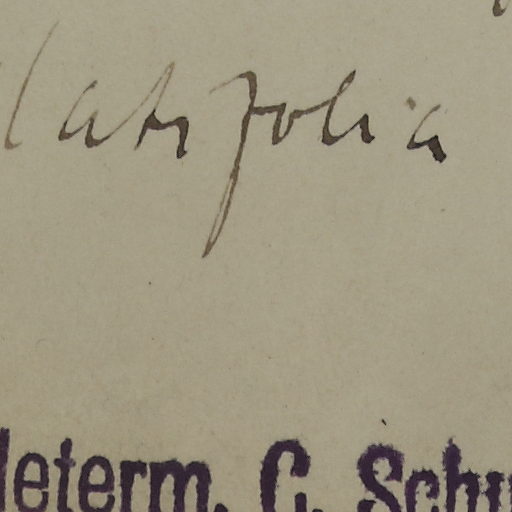 latifolia
determ. C. Schu